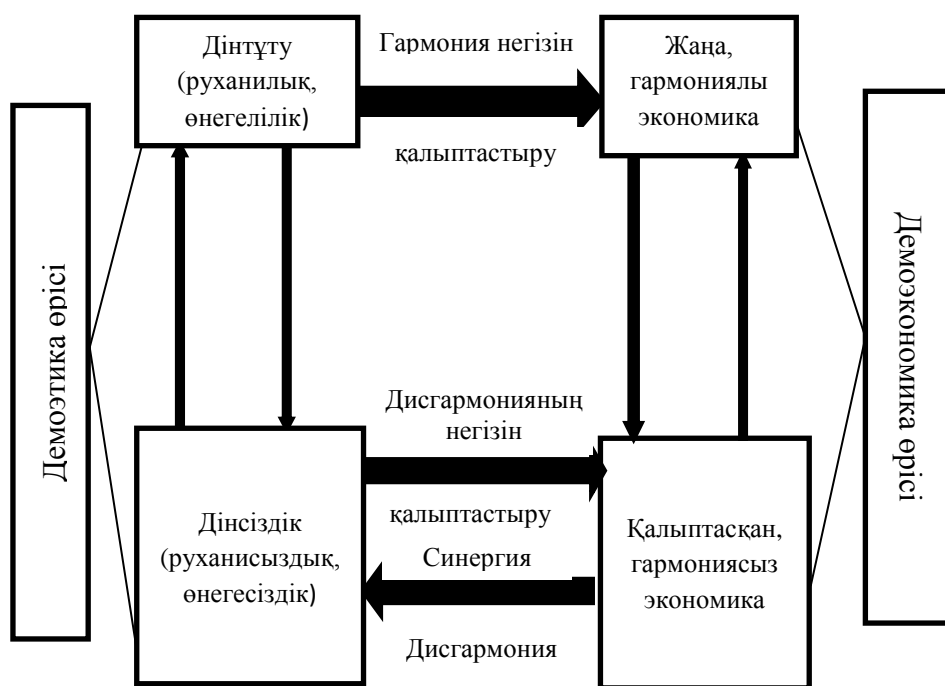 Дінтұту
(руханилық,
өнегелілік)
Гармония негізін
қалыптастыру
Жаңа,
гармониялы
экономика
Демоэтика өрісі
Демоэкономика өрісі
Дисгармонияның
негізін
қалыптастыру
Дінсіздік
(руханисыздық,
өнегесіздік)
Синергия
Дисгармония
Қалыптасқан,
гармониясыз
экономика